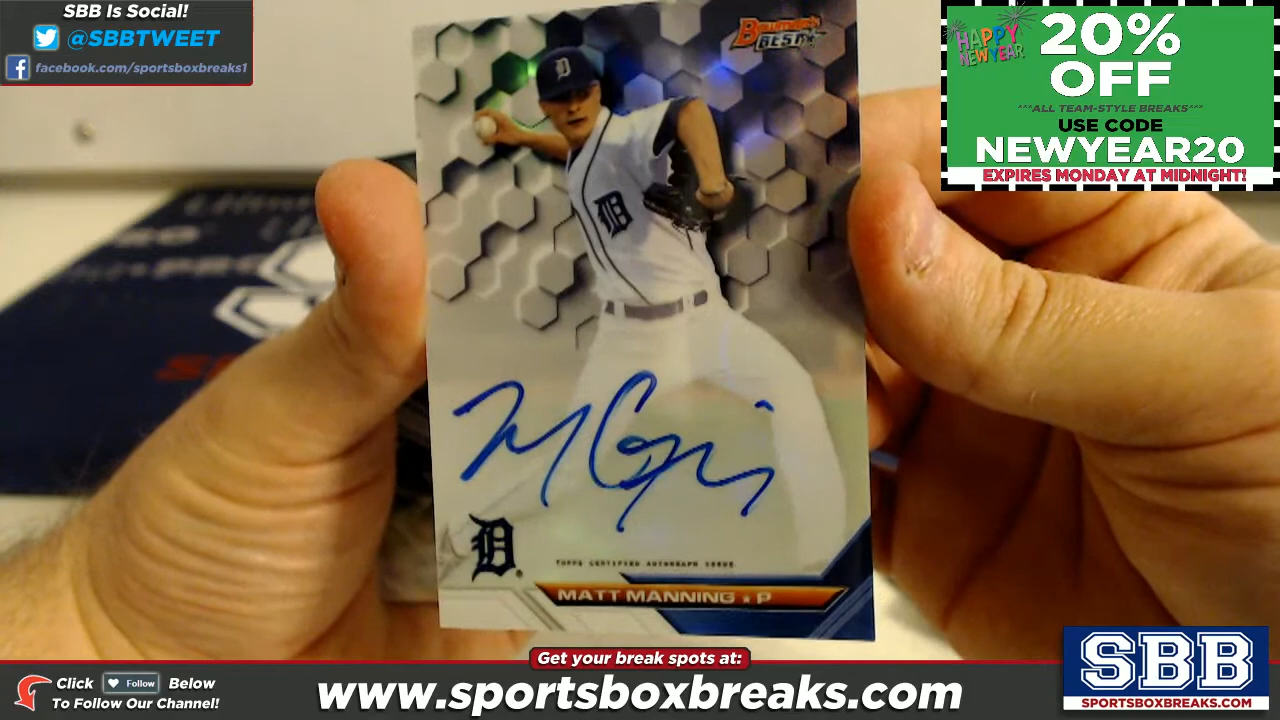 SBB Is Social!
@SBBTWEET
facebook.com/sportsboxbreaks1
HAPPY
NEW YEAR
20%
OFF
***ALL TEAM-STYLE BREAKS***
USE CODE
NEWYEAR20
EXPIRES MONDAY AT MIDNIGHT!
Bowman's
BEST
D
D
D
TOPPS CERTIFIED AUTOGRAPH ISSUE
MATT MANNING ★ P
Get your break spots at:
Click Follow Below
To Follow Our Channel!
www.sportsboxbreaks.com
SBB
SPORTSBOXBREAKS.COM